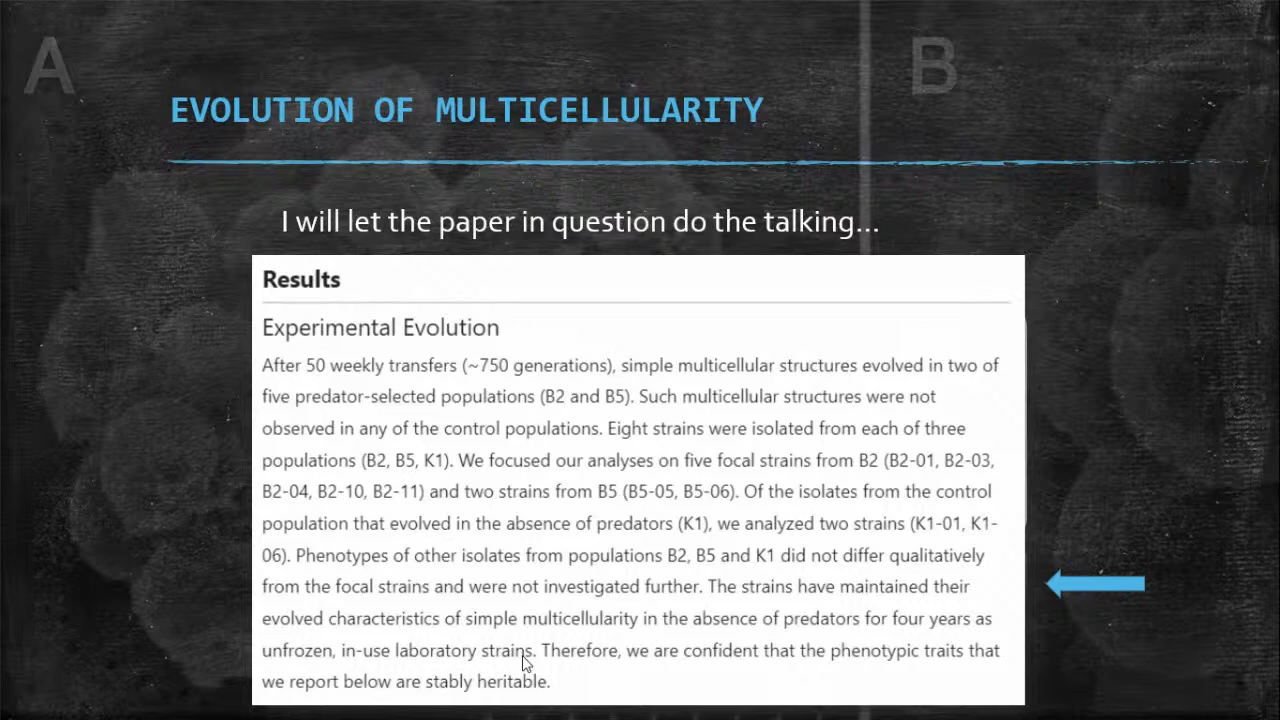 A
B
EVOLUTION OF MULTICELLULARITY
I will let the paper in question do the talking...
Results
Experimental Evolution
After 50 weekly transfers (~750 generations), simple multicellular structures evolved in two of
five predator-selected populations (B2 and B5). Such multicellular structures were not
observed in any of the control populations. Eight strains were isolated from each of three
populations (B2, B5, K1). We focused our analyses on five focal strains from B2 (B2-01, B2-03,
B2-04, B2-10, B2-11) and two strains from B5 (B5-05, B5-06). Of the isolates from the control
population that evolved in the absence of predators (K1), we analyzed two strains (K1-01, K1-
06). Phenotypes of other isolates from populations B2, B5 and K1 did not differ qualitatively
from the focal strains and were not investigated further. The strains have maintained their
evolved characteristics of simple multicellularity in the absence of predators for four years as
unfrozen, in-use laboratory strains. Therefore, we are confident that the phenotypic traits that
we report below are stably heritable.